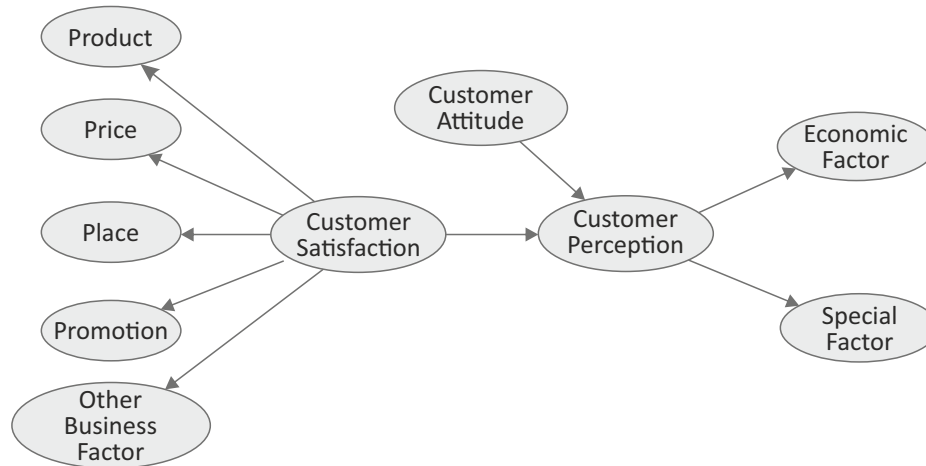 Product
Price
Place
Promotion
Other
Business
Factor
Customer
Satisfaction
Customer
Attitude
Customer
Perception
Economic
Factor
Special
Factor